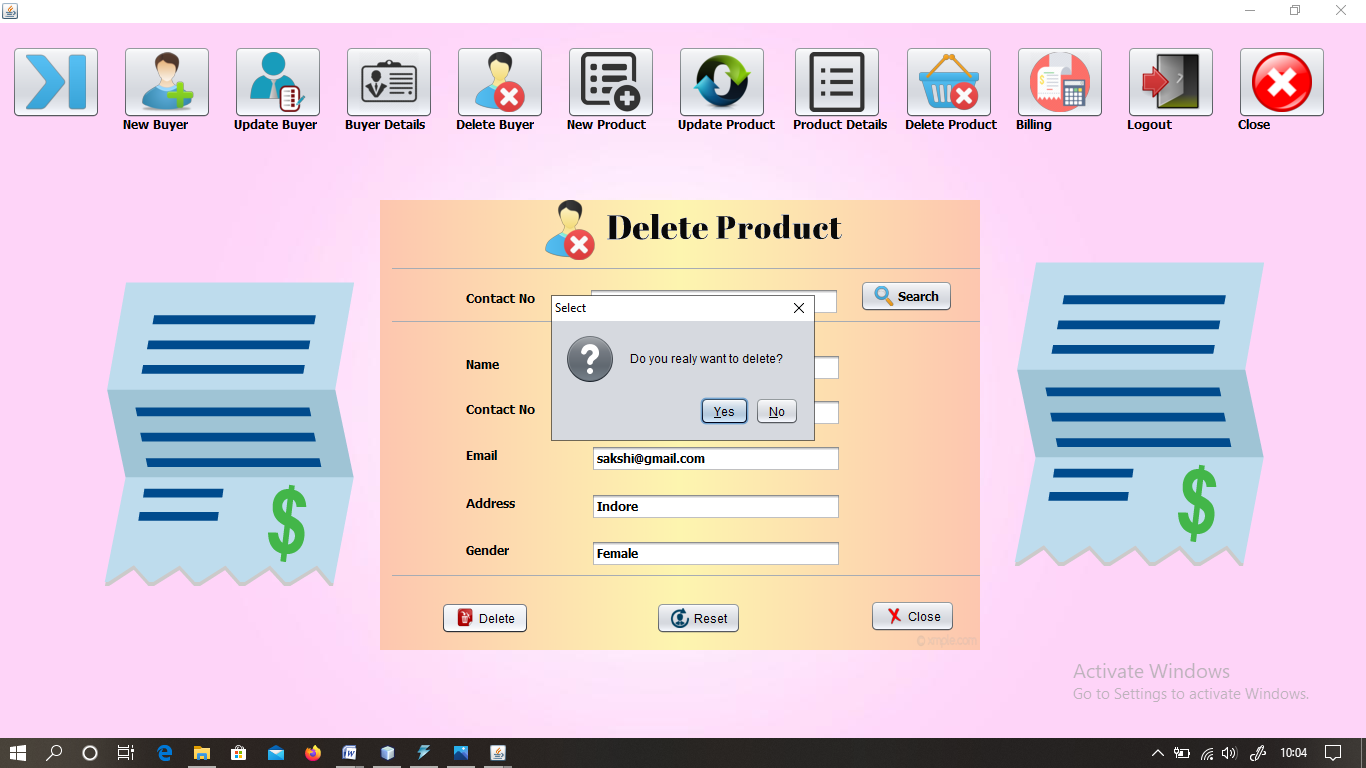 New Buyer Update Buyer Buyer Details Delete Buyer New Product Update Product Product Details Delete Product Billing Logout Close
Delete Product
Contact No Search
Select
Do you realy want to delete?
Yes No
Name
Contact No
Email sakshi@gmail.com
Address Indore
Gender Female
Delete Reset Close
Activate Windows
Go to Settings to activate Windows.
10:04